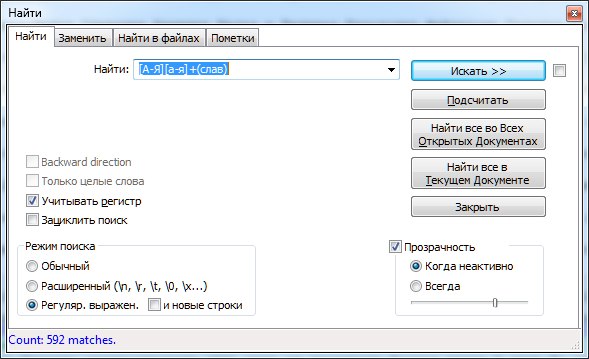 Найти
Найти Заменить Найти в файлах Пометки
Найти: [А-Я][а-я]+(слав) Искать >>
Подсчитать
Найти все во Всех
Открытых Документах
Backward direction
Найти все в
Текущем Документе
Только целые слова
Учитывать регистр
Закрыть
Зациклить поиск
Режим поиска
Прозрачность
Обычный
Когда неактивно
Расширенный (\n, \r, \t, \0, \x...)
Всегда
Регуляр. выражен. и новые строки
Count: 592 matches.